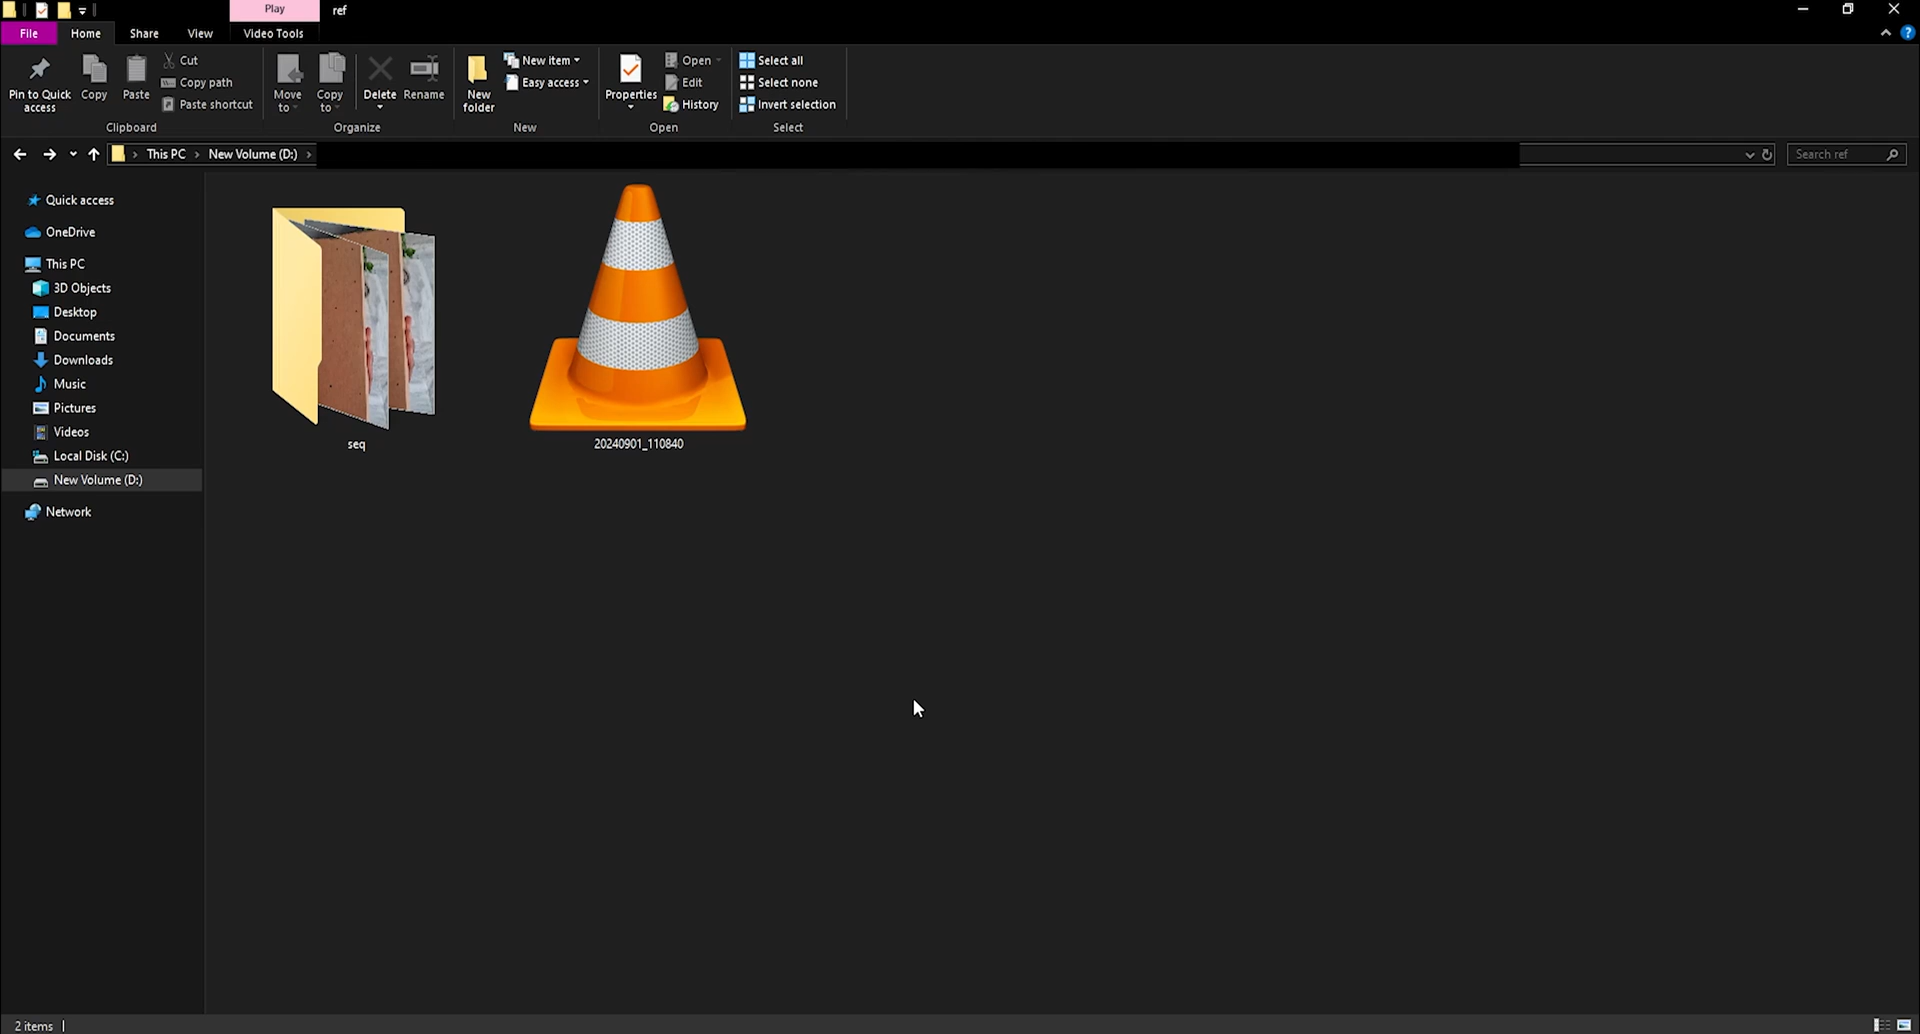 Play
ref
File
Home
Share
View
Video Tools
Pin to Quick
access
Copy
Paste
Cut
Copy path
Paste shortcut
Clipboard
Move
to
Copy
to
Delete
Rename
Organize
New
folder
New item
Easy access
New
Properties
Open
Edit
History
Open
Select all
Select none
Invert selection
Select
This PC
New Volume (D:)
Search ref
Quick access
OneDrive
This PC
3D Objects
Desktop
Documents
Downloads
Music
Pictures
Videos
Local Disk (C:)
New Volume (D:)
Network
seq
20240901_110840
2 items